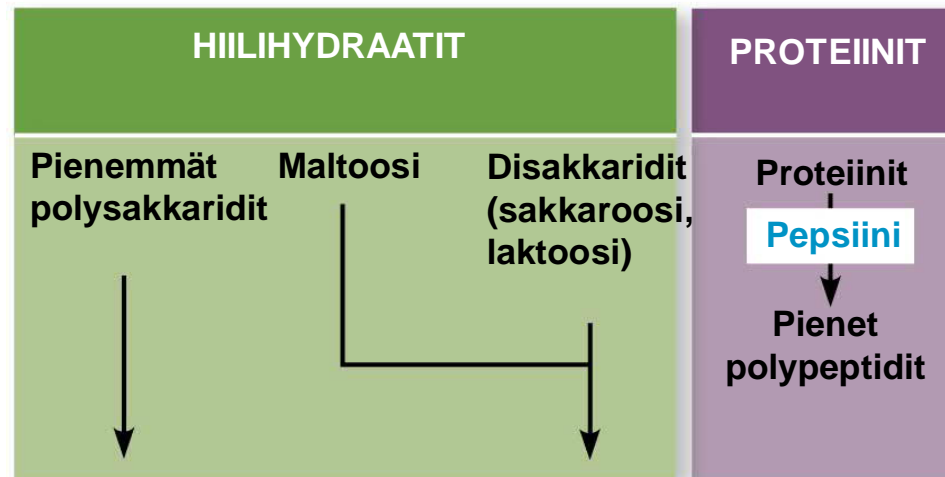 HIILIHYDRAATIT
PROTEIINIT
Pienemmät
polysakkaridit
Maltoosi
Disakkaridit
(sakkaroosi,
laktoosi)
Proteiinit
Pepsiini
Pienet
polypeptidit